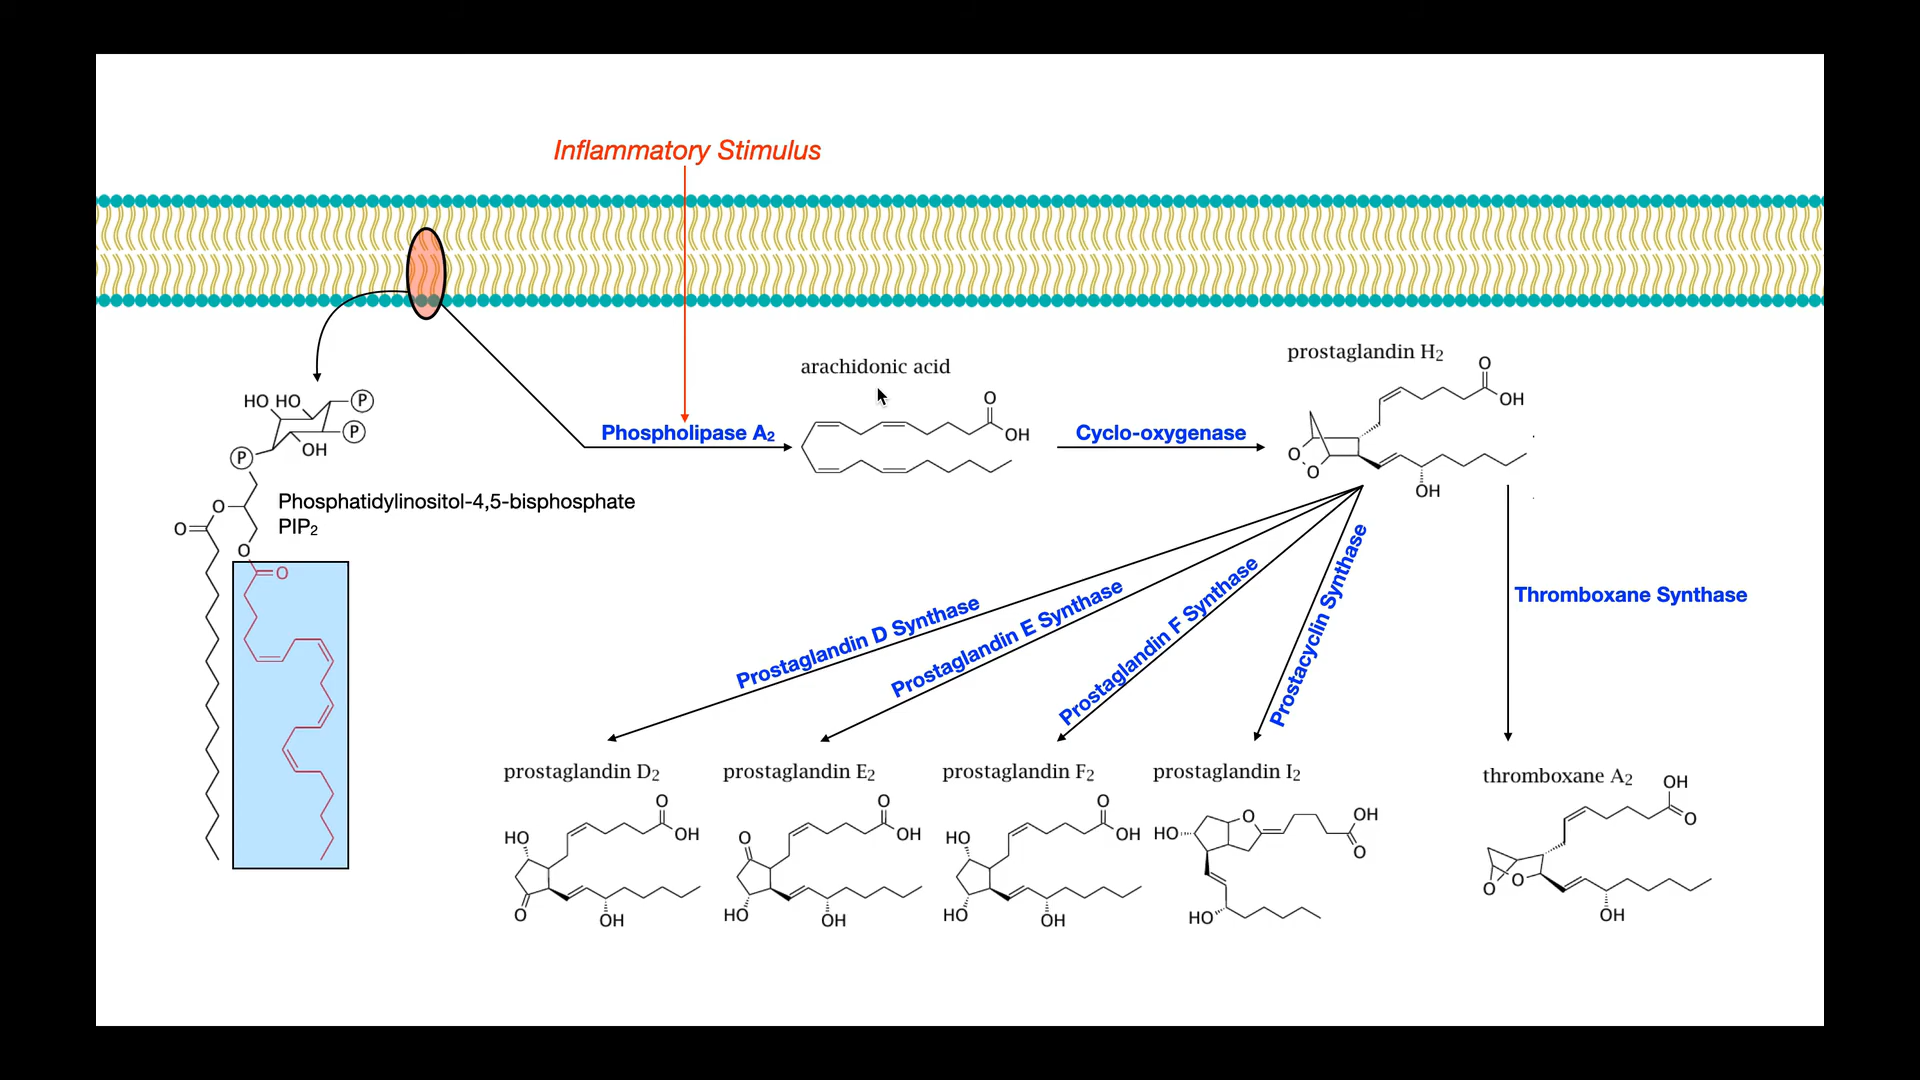 Inflammatory Stimulus
arachidonic acid
prostaglandin H2
O
OH
O
OH
HO HO
P
P
OH
P
Phospholipase A2
Cyclo-oxygenase
O
O
OH
Phosphatidylinositol-4,5-bisphosphate
PIP2
O
O
O
O
Prostaglandin D Synthase
Prostaglandin E Synthase
Prostaglandin F Synthase
Prostacyclin Synthase
Thromboxane Synthase
prostaglandin D2
prostaglandin E2
prostaglandin F2
prostaglandin I2
thromboxane A2
HO
O
OH
O
OH
O
O
OH
HO
OH
HO
O
OH
HO
OH
HO
O
OH
O
HO
OH
O
O
O
OH